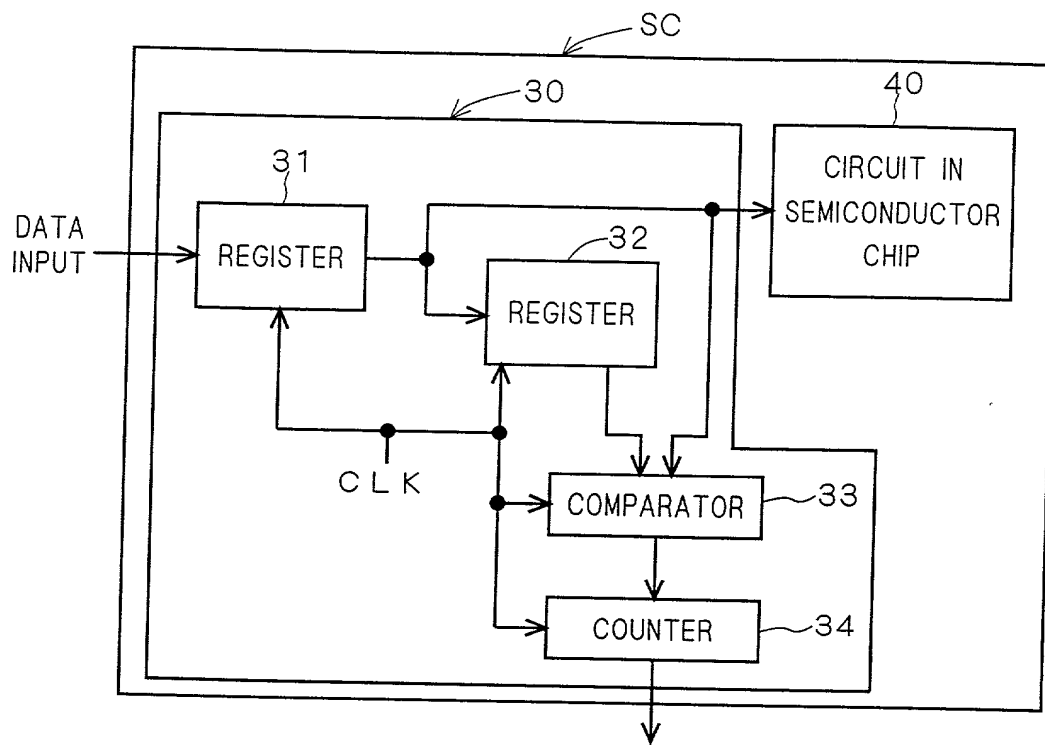 SC
30
40
CIRCUIT IN
SEMICONDUCTOR
CHIP
31
DATA
INPUT
REGISTER
32
REGISTER
CLK
COMPARATOR
33
COUNTER
34